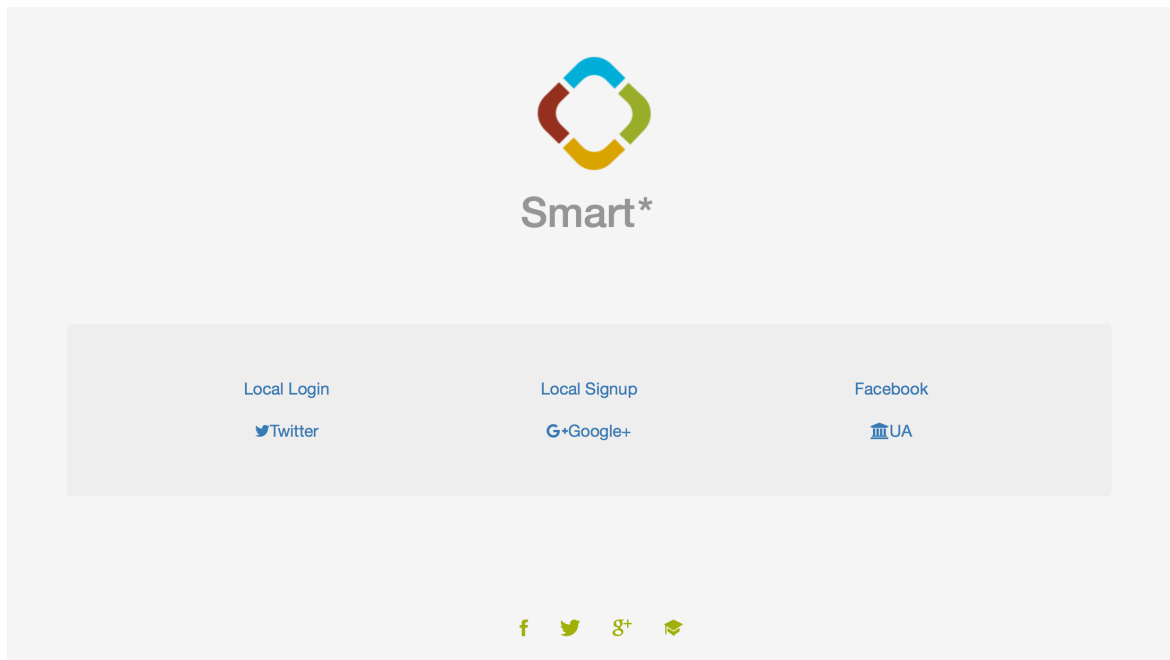 Smart*
Local Login
Local Signup
Facebook
Twitter
G+Google+
UA
f
g+